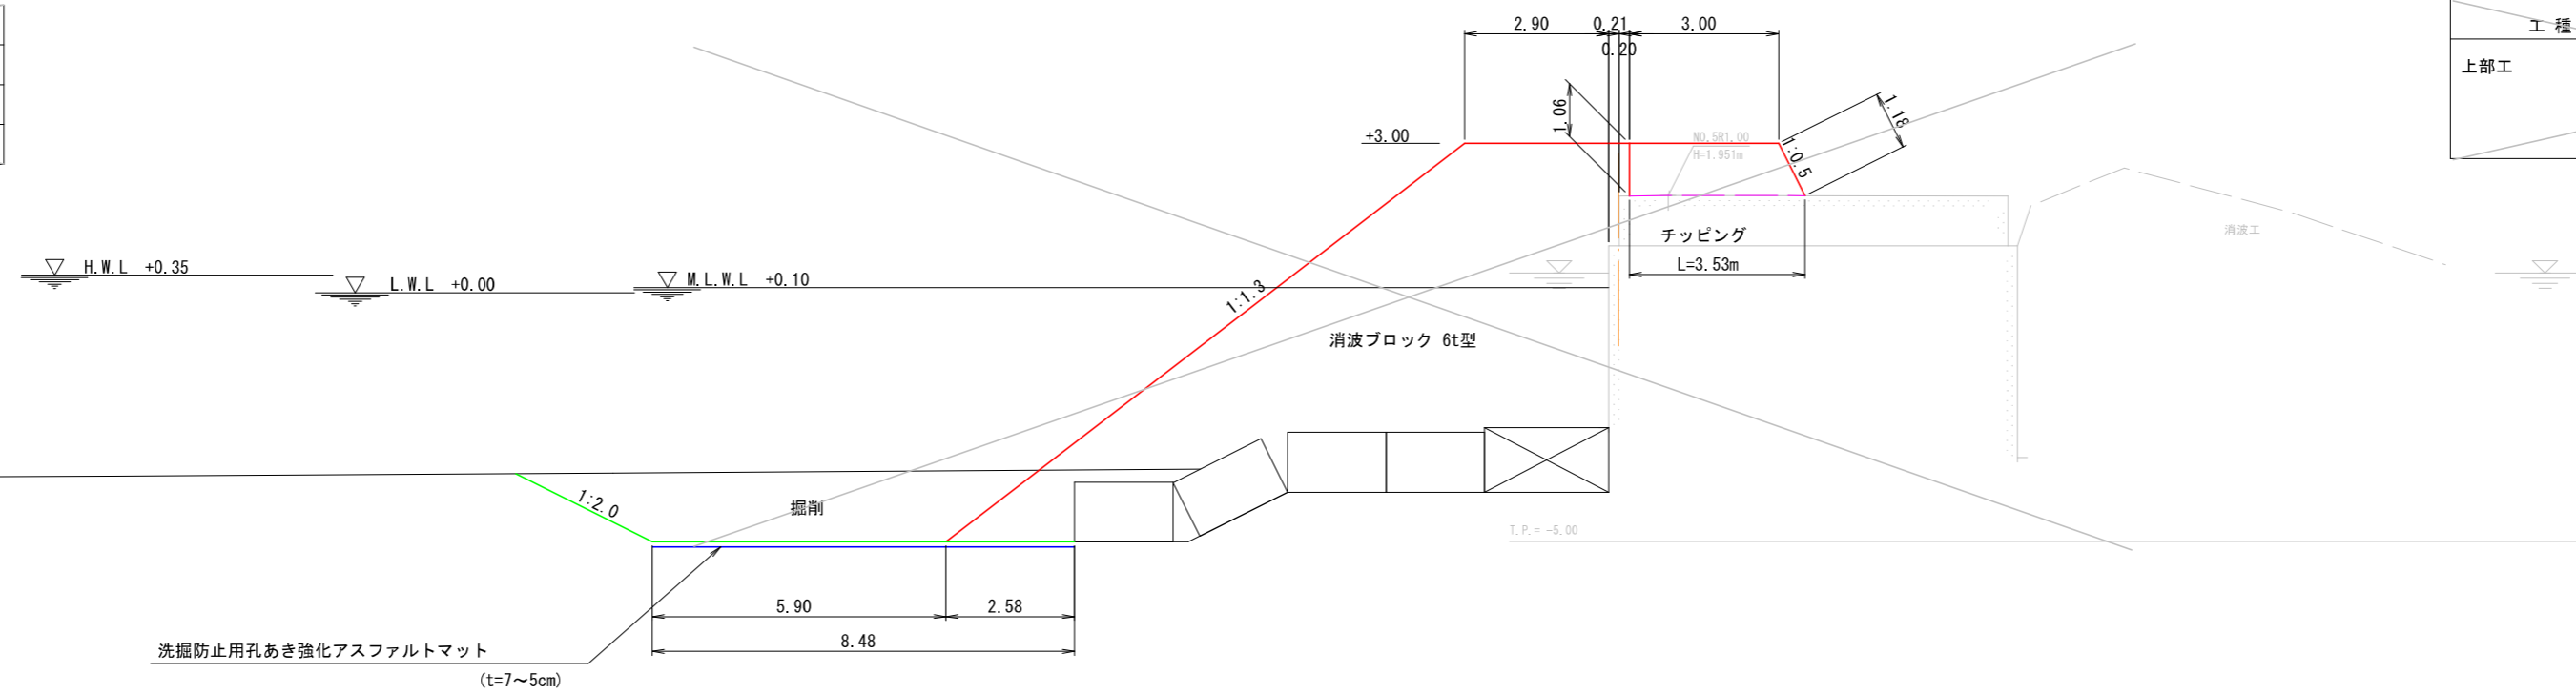 2.90
0.21
3.00
0.20
工 種
上部工
1.06
1.18
+3.00
NO.5R1.00
H=1.951m
1:0.5
消波工
チッピング
L=3.53m
H.W.L +0.35
L.W.L +0.00
M.L.W.L +0.10
1:1.3
消波ブロック 6t型
1:2.0
掘削
T.P.= -5.00
5.90
2.58
8.48
洗掘防止用孔あき強化アスファルトマット
(t=7～5cm)